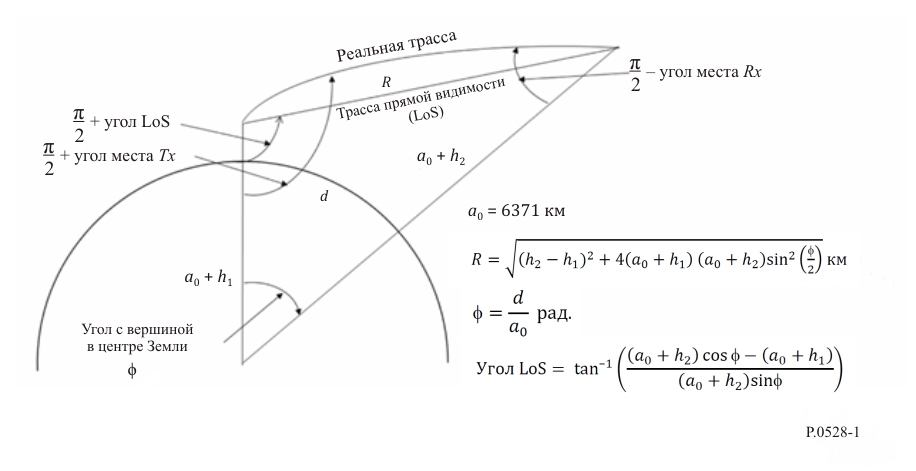 Реальная трасса
R
Трасса прямой видимости
(LoS)
π/2 – угол места Rx
π/2 + угол LoS
π/2 + угол места Tx
a₀ + h₂
d
a₀ = 6371 км
R = √((h₂ − h₁)² + 4(a₀ + h₁) (a₀ + h₂)sin² (ϕ/2)) км
a₀ + h₁
ϕ = d/a₀ рад.
Угол с вершиной
в центре Земли
ϕ
Угол LoS = tan⁻¹ (((a₀ + h₂) cos ϕ − (a₀ + h₁))/((a₀ + h₂)sinϕ))
P.0528-1